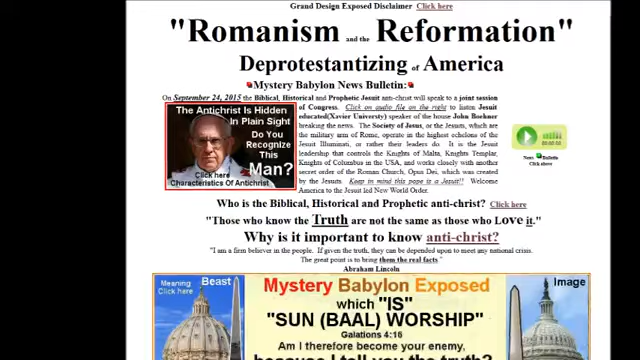 Grand Design Exposed Disclaimer Click here
"Romanism and the Reformation"
Deprotestantizing of America
Mystery Babylon News Bulletin:
On September 24, 2015 the Biblical, Historical and Prophetic Jesuit anti-christ will speak to a joint session
of Congress. Click on audio file on the right to listen Jesuit
educated(Xavier University) speaker of the house John Boehner
breaking the news. The Society of Jesus, or the Jesuits, which are
the military arm of Rome, operate in the highest echelons of the
Jesuit Illuminati, or rather their leaders do. It is the Jesuit
leadership that controls the Knights of Malta, Knights Templar,
Knights of Columbus in the USA, and works closely with another
secret order of the Roman Church, Opus Dei, which was created
by the Jesuits. Keep in mind this pope is a Jesuit!! Welcome
America to the Jesuit led New World Order.
The Antichrist Is Hidden
In Plain Sight
Do You
Recognize
This
Man?
Click here
Characteristics Of Antichrist
News Bulletin
Click above
Who is the Biblical, Historical and Prophetic anti-christ? Click here
"Those who know the Truth are not the same as those who Love it."
Why is it important to know anti-christ?
"I am a firm believer in the people. If given the truth, they can be depended upon to meet any national crisis.
The great point is to bring them the real facts."
Abraham Lincoln
Meaning
Click here
Beast
Mystery Babylon Exposed
which "IS"
"SUN (BAAL) WORSHIP"
Galatians 4:16
Am I therefore become your enemy,
because I tell you the truth?
Image